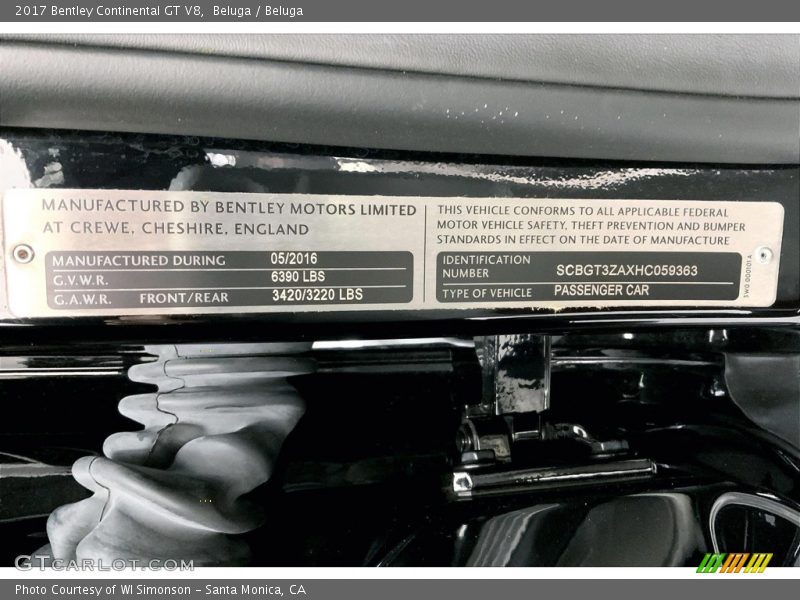 2017 Bentley Continental GT V8, Beluga / Beluga
MANUFACTURED BY BENTLEY MOTORS LIMITED
AT CREWE, CHESHIRE, ENGLAND
MANUFACTURED DURING 05/2016
G.V.W.R. 6390 LBS
G.A.W.R. FRONT/REAR 3420/3220 LBS
THIS VEHICLE CONFORMS TO ALL APPLICABLE FEDERAL
MOTOR VEHICLE SAFETY, THEFT PREVENTION AND BUMPER
STANDARDS IN EFFECT ON THE DATE OF MANUFACTURE
IDENTIFICATION
NUMBER SCBGT3ZAXHC059363
TYPE OF VEHICLE PASSENGER CAR
3W0 000101A
GTCarLot.com
Photo Courtesy of WI Simonson - Santa Monica, CA